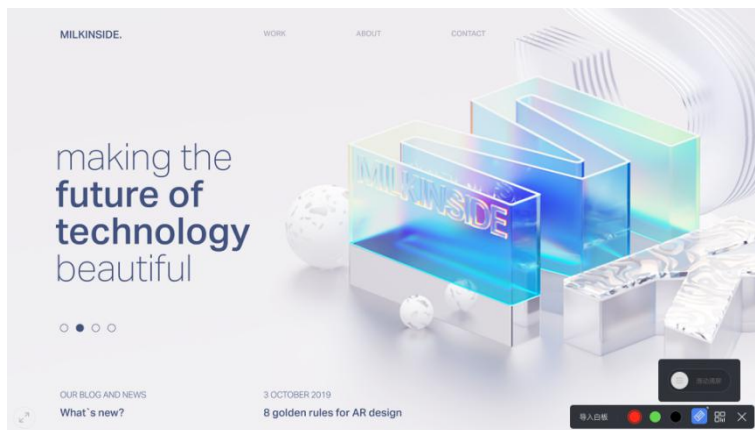 MILKINSIDE.
WORK
ABOUT
CONTACT
making the
future of
technology
beautiful
MILKINSIDE
OUR BLOG AND NEWS
What`s new?
3 OCTOBER 2019
8 golden rules for AR design
导入白板